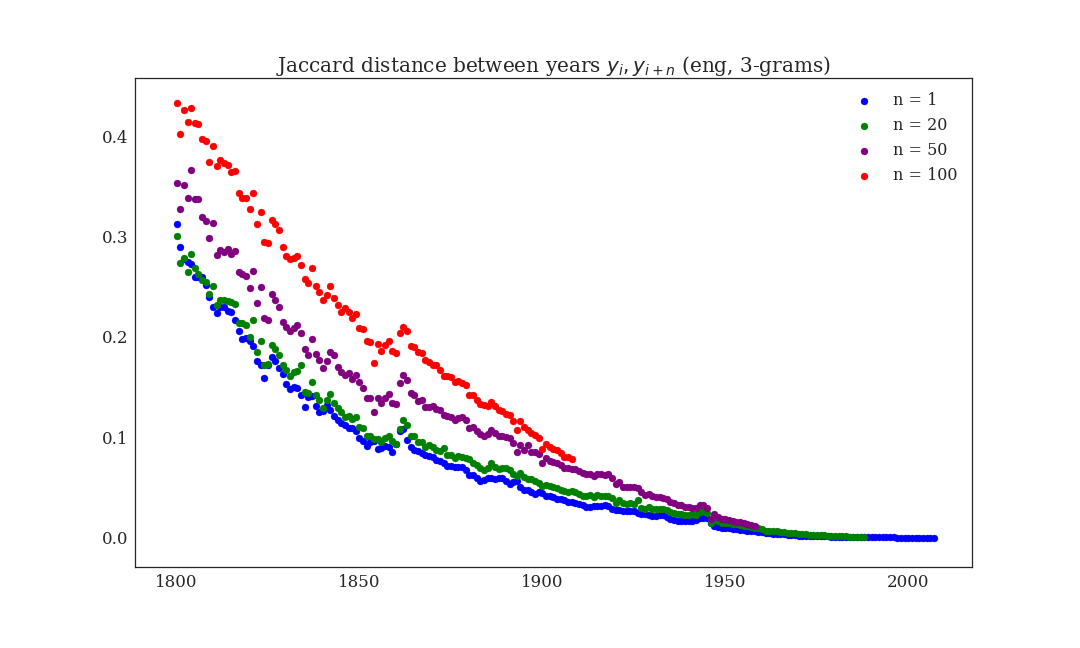 Jaccard distance between years $y_i, y_{i+n}$ (eng, 3-grams)
n = 1
n = 20
n = 50
n = 100
0.4
0.3
0.2
0.1
0.0
1800 1850 1900 1950 2000